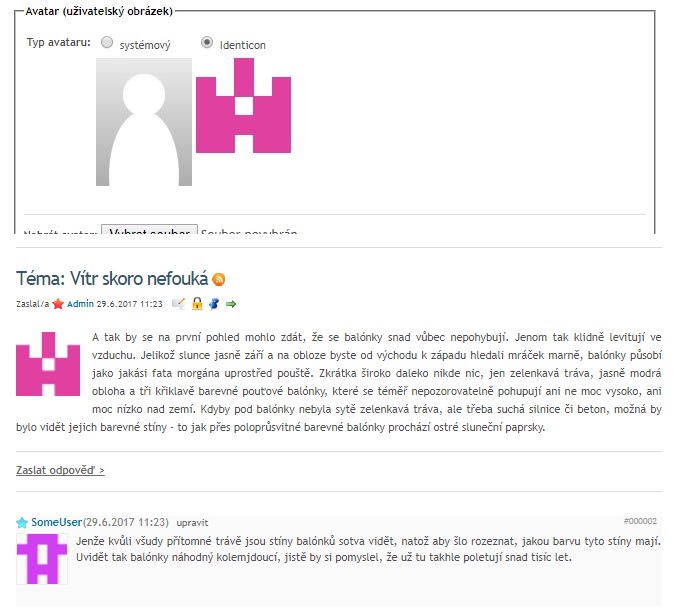 Avatar (uživatelský obrázek)
Typ avataru: systémový Identicon
Nahrát avatar: Vybrat soubor Soubor nevybrán
Téma: Vítr skoro nefouká
Zaslal/a Admin 29.6.2017 11:23
A tak by se na první pohled mohlo zdát, že se balónky snad vůbec nepohybují. Jenom tak klidně levitují ve
vzduchu. Jelikož slunce jasně září a na obloze byste od východu k západu hledali mráček marně, balónky působí
jako jakási fata morgána uprostřed pouště. Zkrátka široko daleko nikde nic, jen zelenkavá tráva, jasně modrá
obloha a tři křiklavě barevné pouťové balónky, které se téměř nepozorovatelně pohupují ani ne moc vysoko, ani
moc nízko nad zemí. Kdyby pod balónky nebyla sytě zelenkavá tráva, ale třeba suchá silnice či beton, možná by
bylo vidět jejich barevné stíny - to jak přes poloprůsvitné barevné balónky prochází ostré sluneční paprsky.
Zaslat odpověď >
SomeUser(29.6.2017 11:23) upravit #000002
Jenže kvůli všudy přítomné trávě jsou stíny balónků sotva vidět, natož aby šlo rozeznat, jakou barvu tyto stíny mají.
Uvidět tak balónky náhodný kolemjdoucí, jistě by si pomyslel, že už tu takhle poletují snad tisíc let.